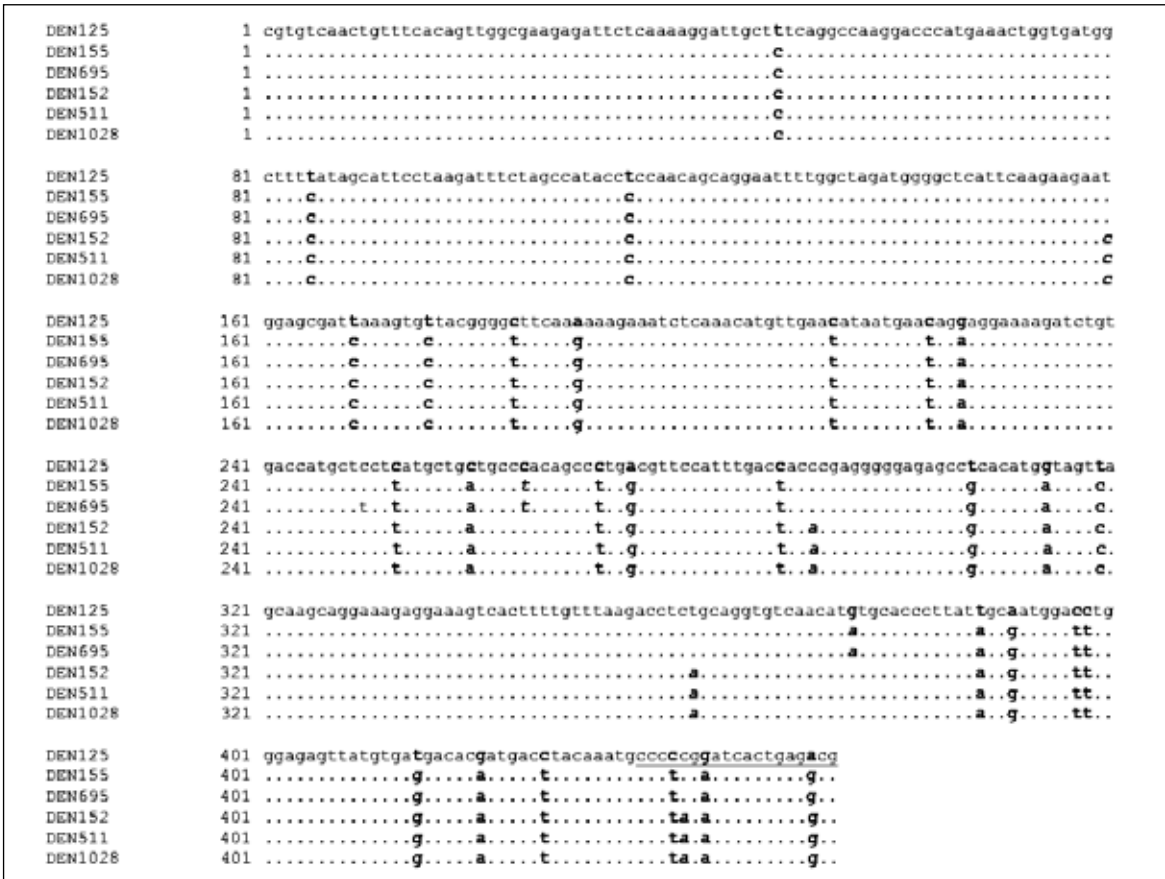 DEN125 1 cgtgtcaactgtttcacagttggcgaagagattctcaaaaggattgctttcaggccaaggacccatgaaactggtgatgg
DEN155 1 ................................................c...............................
DEN695 1 ................................................c...............................
DEN152 1 ................................................c...............................
DEN511 1 ................................................c...............................
DEN1028 1 ................................................c...............................
DEN125 81 cttttatagcattcctaagatttctagccatacctccaacagcaggaattttggctagatggggctcattcaagaagaat
DEN155 81 ....c.............................c.............................................
DEN695 81 ....c.............................c.............................................
DEN152 81 ....c.............................c............................................c
DEN511 81 ....c.............................c............................................c
DEN1028 81 ....c.............................c............................................c
DEN125 161 ggagcgattaaagtgttacggggcttcaaaaaagaaatctcaaacatgttgaacataatgaacaggaggaaaagatctgt
DEN155 161 ........c......c.......t.....g.......................t........t..a..............
DEN695 161 ........c......c.......t.....g.......................t........t..a..............
DEN152 161 ........c......c.......t.....g.......................t........t..a..............
DEN511 161 ........c......c.......t.....g.......................t........t..a..............
DEN1028 161 ........c......c.......t.....g.......................t........t..a..............
DEN125 241 gaccatgctcctcatgctgctgcccacagccctgacgttccatttgaccacccgagggggagagcctcacatggtagtta
DEN155 241 ............t......a....t......t..g.............t.................g......a....c.
DEN695 241 .........t..t......a....t......t..g.............t.................g......a....c.
DEN152 241 ............t......a...........t..g.............t..a..............g......a....c.
DEN511 241 ............t......a...........t..g.............t..a..............g......a....c.
DEN1028 241 ............t......a...........t..g.............t..a..............g......a....c.
DEN125 321 gcaagcaggaaagaggaaagtcacttttgtttaagacctctgcaggtgtcaacatgtgcacccttattgcaatggacctg
DEN155 321 .......................................................a...........a..g.....tt..
DEN695 321 .......................................................a...........a..g.....tt..
DEN152 321 ........................................a..........................a..g.....tt..
DEN511 321 ........................................a..........................a..g.....tt..
DEN1028 321 ........................................a..........................a..g.....tt..
DEN125 401 ggagagttatgtgatgacacgatgacctacaaatgcccccggatcactgagacg
DEN155 401 ..............g.....a.....t...........t..a.........g..
DEN695 401 ..............g.....a.....t...........t..a.........g..
DEN152 401 ..............g.....a.....t...........ta.a.........g..
DEN511 401 ..............g.....a.....t...........ta.a.........g..
DEN1028 401 ..............g.....a.....t...........ta.a.........g..